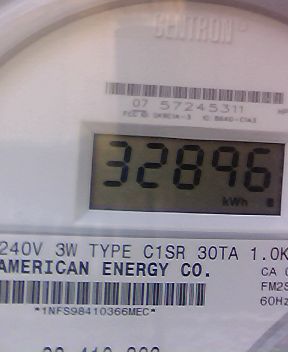 CENTRON®
07 57245311
32896
kWh
240V 3W TYPE C1SR 30TA 1.0K
AMERICAN ENERGY CO.
CA
FM2S
60Hz
*1NFS98410366MEC*